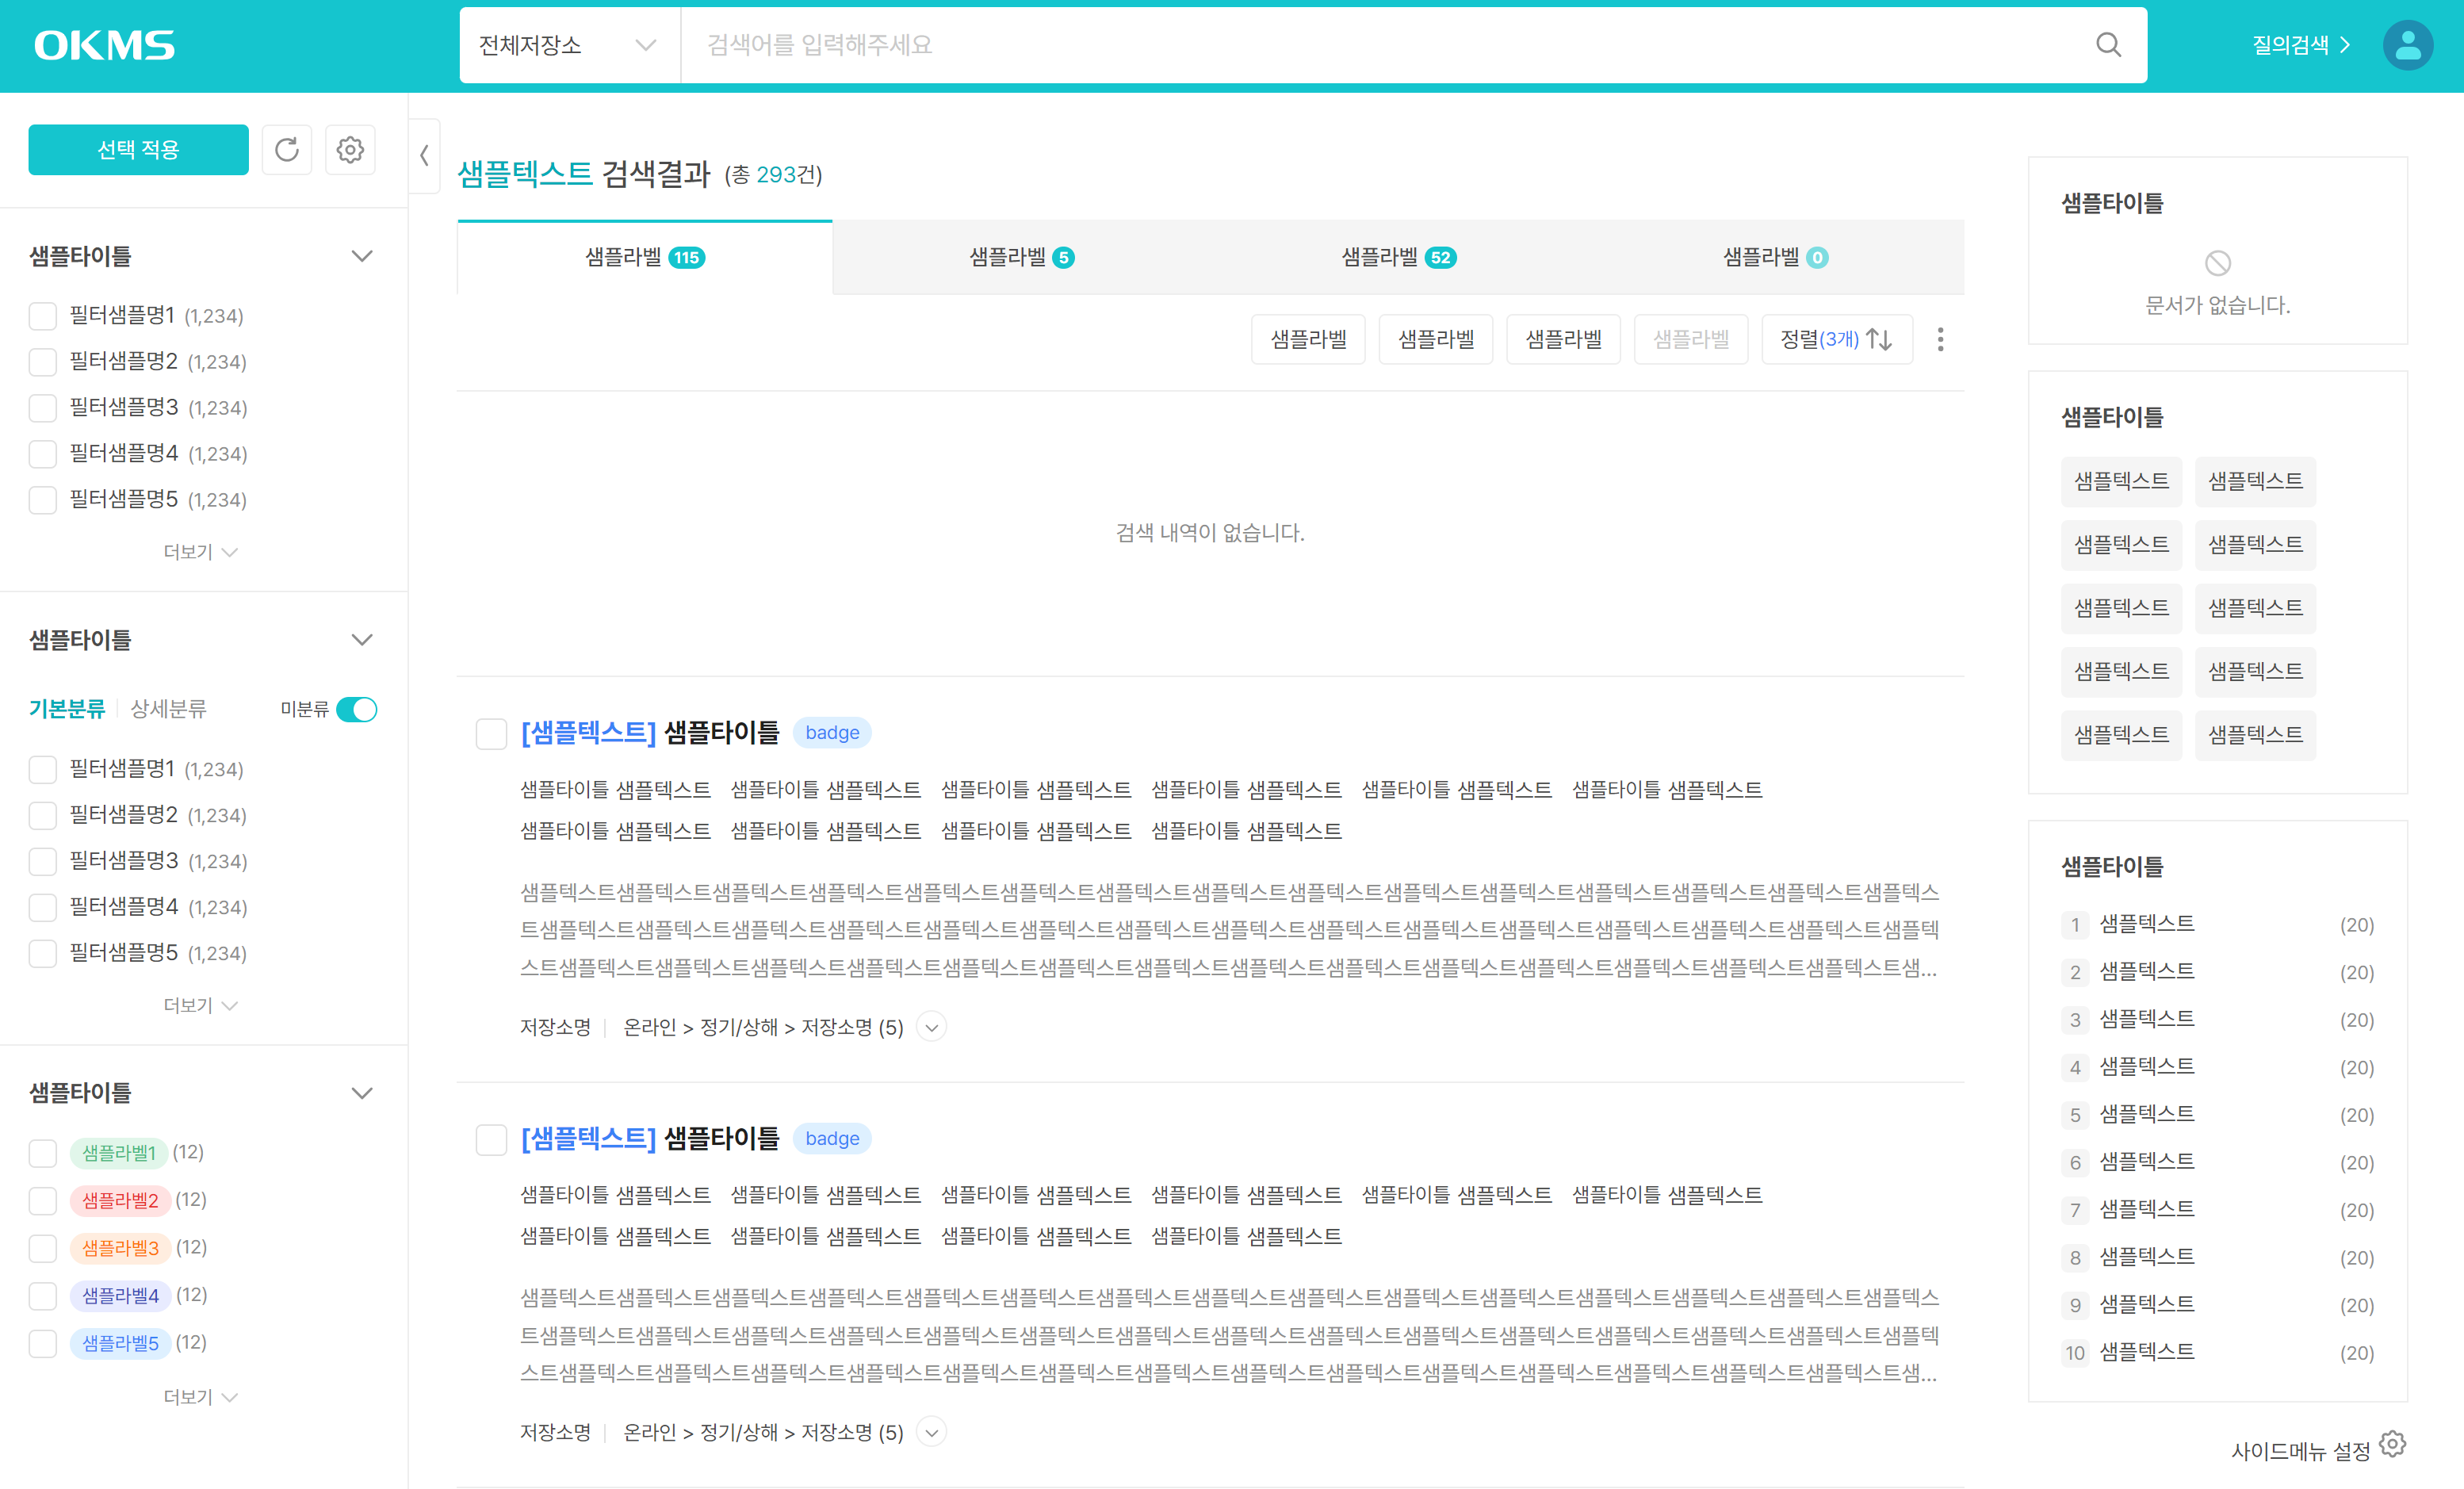 OKMS
전체저장소
검색어를 입력해주세요
질의검색
선택 적용
샘플타이틀
필터샘플명1 (1,234)
필터샘플명2 (1,234)
필터샘플명3 (1,234)
필터샘플명4 (1,234)
필터샘플명5 (1,234)
더보기
샘플타이틀
기본분류 상세분류 미분류
필터샘플명1 (1,234)
필터샘플명2 (1,234)
필터샘플명3 (1,234)
필터샘플명4 (1,234)
필터샘플명5 (1,234)
더보기
샘플타이틀
샘플라벨1 (12)
샘플라벨2 (12)
샘플라벨3 (12)
샘플라벨4 (12)
샘플라벨5 (12)
더보기
샘플텍스트 검색결과 (총 293건)
샘플라벨 115 샘플라벨 5 샘플라벨 52 샘플라벨 0
샘플라벨 샘플라벨 샘플라벨 샘플라벨 정렬(3개)
검색 내역이 없습니다.
[샘플텍스트] 샘플타이틀 badge
샘플타이틀 샘플텍스트 샘플타이틀 샘플텍스트 샘플타이틀 샘플텍스트 샘플타이틀 샘플텍스트 샘플타이틀 샘플텍스트 샘플타이틀 샘플텍스트
샘플타이틀 샘플텍스트 샘플타이틀 샘플텍스트 샘플타이틀 샘플텍스트 샘플타이틀 샘플텍스트
샘플텍스트샘플텍스트샘플텍스트샘플텍스트샘플텍스트샘플텍스트샘플텍스트샘플텍스트샘플텍스트샘플텍스트샘플텍스트샘플텍스트샘플텍스트샘플텍스트샘플텍스
트샘플텍스트샘플텍스트샘플텍스트샘플텍스트샘플텍스트샘플텍스트샘플텍스트샘플텍스트샘플텍스트샘플텍스트샘플텍스트샘플텍스트샘플텍스트샘플텍스트샘플텍
스트샘플텍스트샘플텍스트샘플텍스트샘플텍스트샘플텍스트샘플텍스트샘플텍스트샘플텍스트샘플텍스트샘플텍스트샘플텍스트샘플텍스트샘플텍스트샘플텍스트샘...
저장소명 온라인 > 정기/상해 > 저장소명 (5)
[샘플텍스트] 샘플타이틀 badge
샘플타이틀 샘플텍스트 샘플타이틀 샘플텍스트 샘플타이틀 샘플텍스트 샘플타이틀 샘플텍스트 샘플타이틀 샘플텍스트 샘플타이틀 샘플텍스트
샘플타이틀 샘플텍스트 샘플타이틀 샘플텍스트 샘플타이틀 샘플텍스트 샘플타이틀 샘플텍스트
샘플텍스트샘플텍스트샘플텍스트샘플텍스트샘플텍스트샘플텍스트샘플텍스트샘플텍스트샘플텍스트샘플텍스트샘플텍스트샘플텍스트샘플텍스트샘플텍스트샘플텍스
트샘플텍스트샘플텍스트샘플텍스트샘플텍스트샘플텍스트샘플텍스트샘플텍스트샘플텍스트샘플텍스트샘플텍스트샘플텍스트샘플텍스트샘플텍스트샘플텍스트샘플텍
스트샘플텍스트샘플텍스트샘플텍스트샘플텍스트샘플텍스트샘플텍스트샘플텍스트샘플텍스트샘플텍스트샘플텍스트샘플텍스트샘플텍스트샘플텍스트샘플텍스트샘...
저장소명 온라인 > 정기/상해 > 저장소명 (5)
샘플타이틀
문서가 없습니다.
샘플타이틀
샘플텍스트 샘플텍스트
샘플텍스트 샘플텍스트
샘플텍스트 샘플텍스트
샘플텍스트 샘플텍스트
샘플텍스트 샘플텍스트
샘플타이틀
1 샘플텍스트 (20)
2 샘플텍스트 (20)
3 샘플텍스트 (20)
4 샘플텍스트 (20)
5 샘플텍스트 (20)
6 샘플텍스트 (20)
7 샘플텍스트 (20)
8 샘플텍스트 (20)
9 샘플텍스트 (20)
10 샘플텍스트 (20)
사이드메뉴 설정